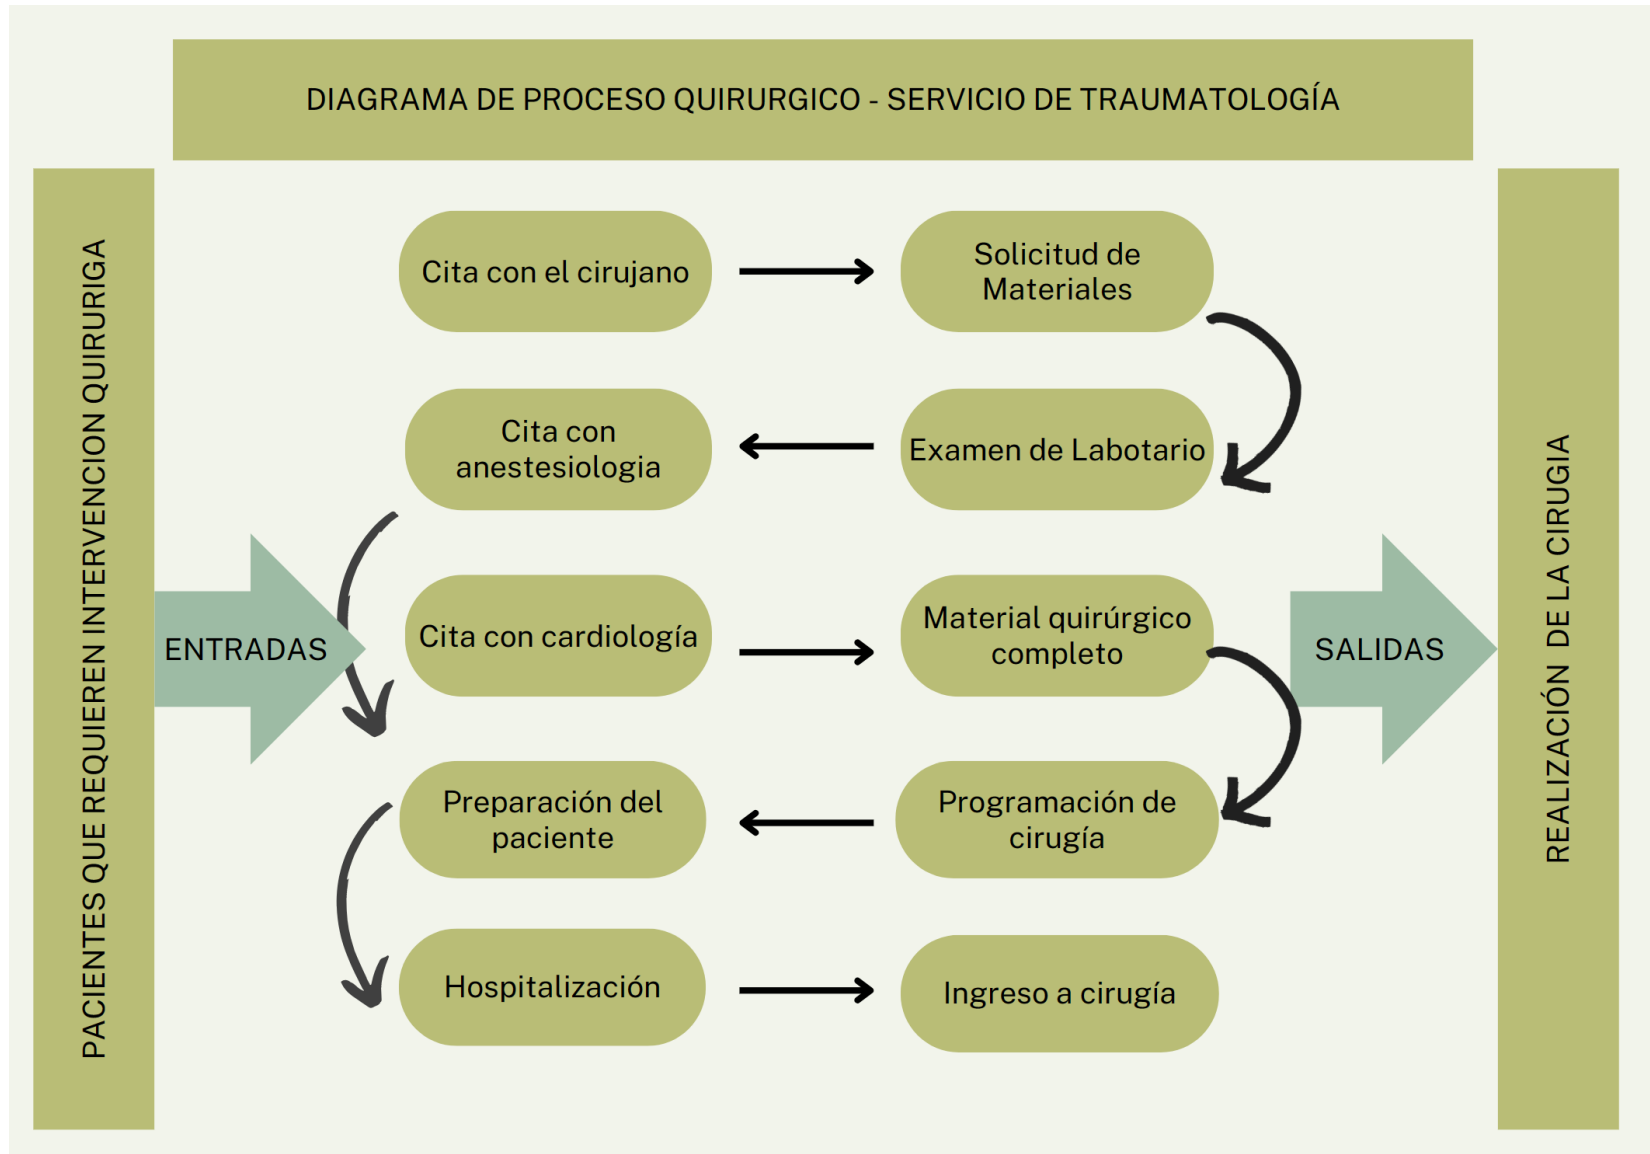 DIAGRAMA DE PROCESO QUIRURGICO - SERVICIO DE TRAUMATOLOGÍA
PACIENTES QUE REQUIEREN INTERVENCION QUIRURIGA
ENTRADAS
Cita con el cirujano
Solicitud de
Materiales
Examen de Labotario
Cita con
anestesiologia
Cita con cardiología
Material quirúrgico
completo
Programación de
cirugía
Preparación del
paciente
Hospitalización
Ingreso a cirugía
SALIDAS
REALIZACIÓN DE LA CIRUGIA